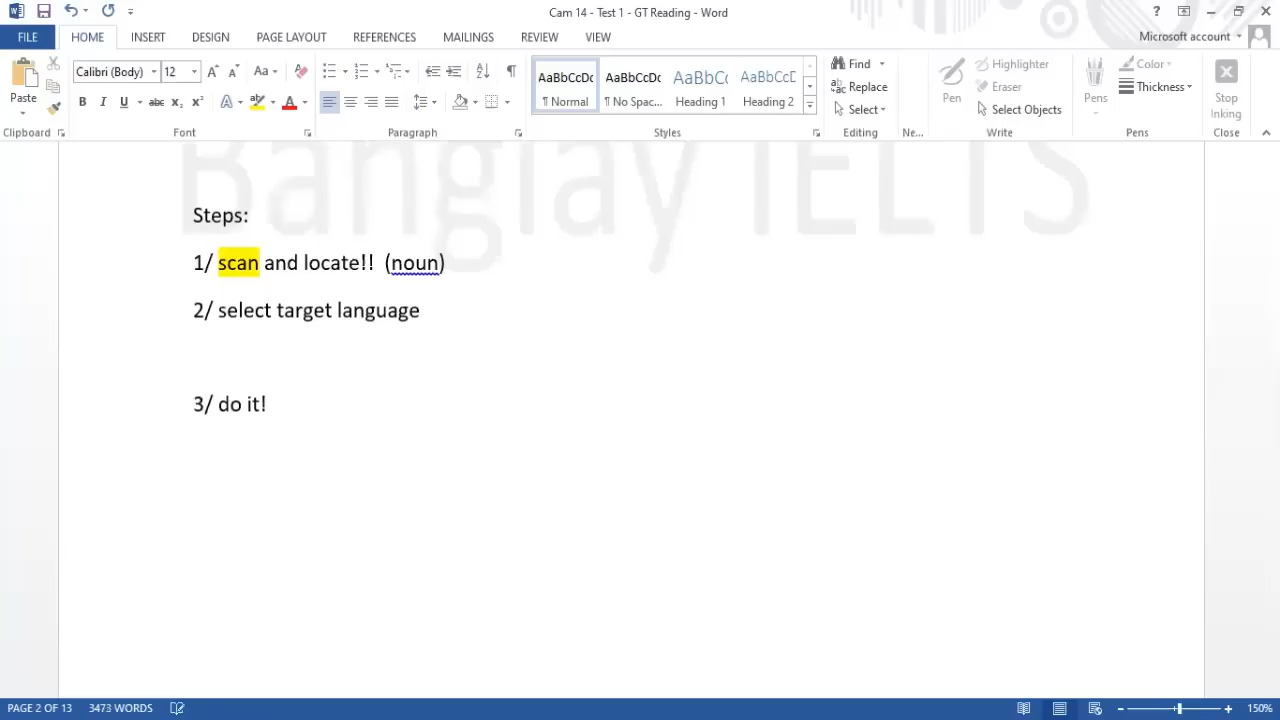 Cam 14 - Test 1 - GT Reading - Word
FILE HOME INSERT DESIGN PAGE LAYOUT REFERENCES MAILINGS REVIEW VIEW Microsoft account
Calibri (Body) 12
Paste
Clipboard Font Paragraph
AaBbCcDc AaBbCcDc AaBbCc AaBbCcD
¶ Normal ¶ No Spac... Heading 1 Heading 2
Styles
Find
Replace
Select
Editing
Ne...
Pen
Highlighter
Eraser
Select Objects
Write
Pens
Color
Thickness
Pens
Stop Inking
Close
Banglay IELTS
Steps:
1/ scan and locate!! (noun)
2/ select target language
3/ do it!
PAGE 2 OF 13 3473 WORDS 150%